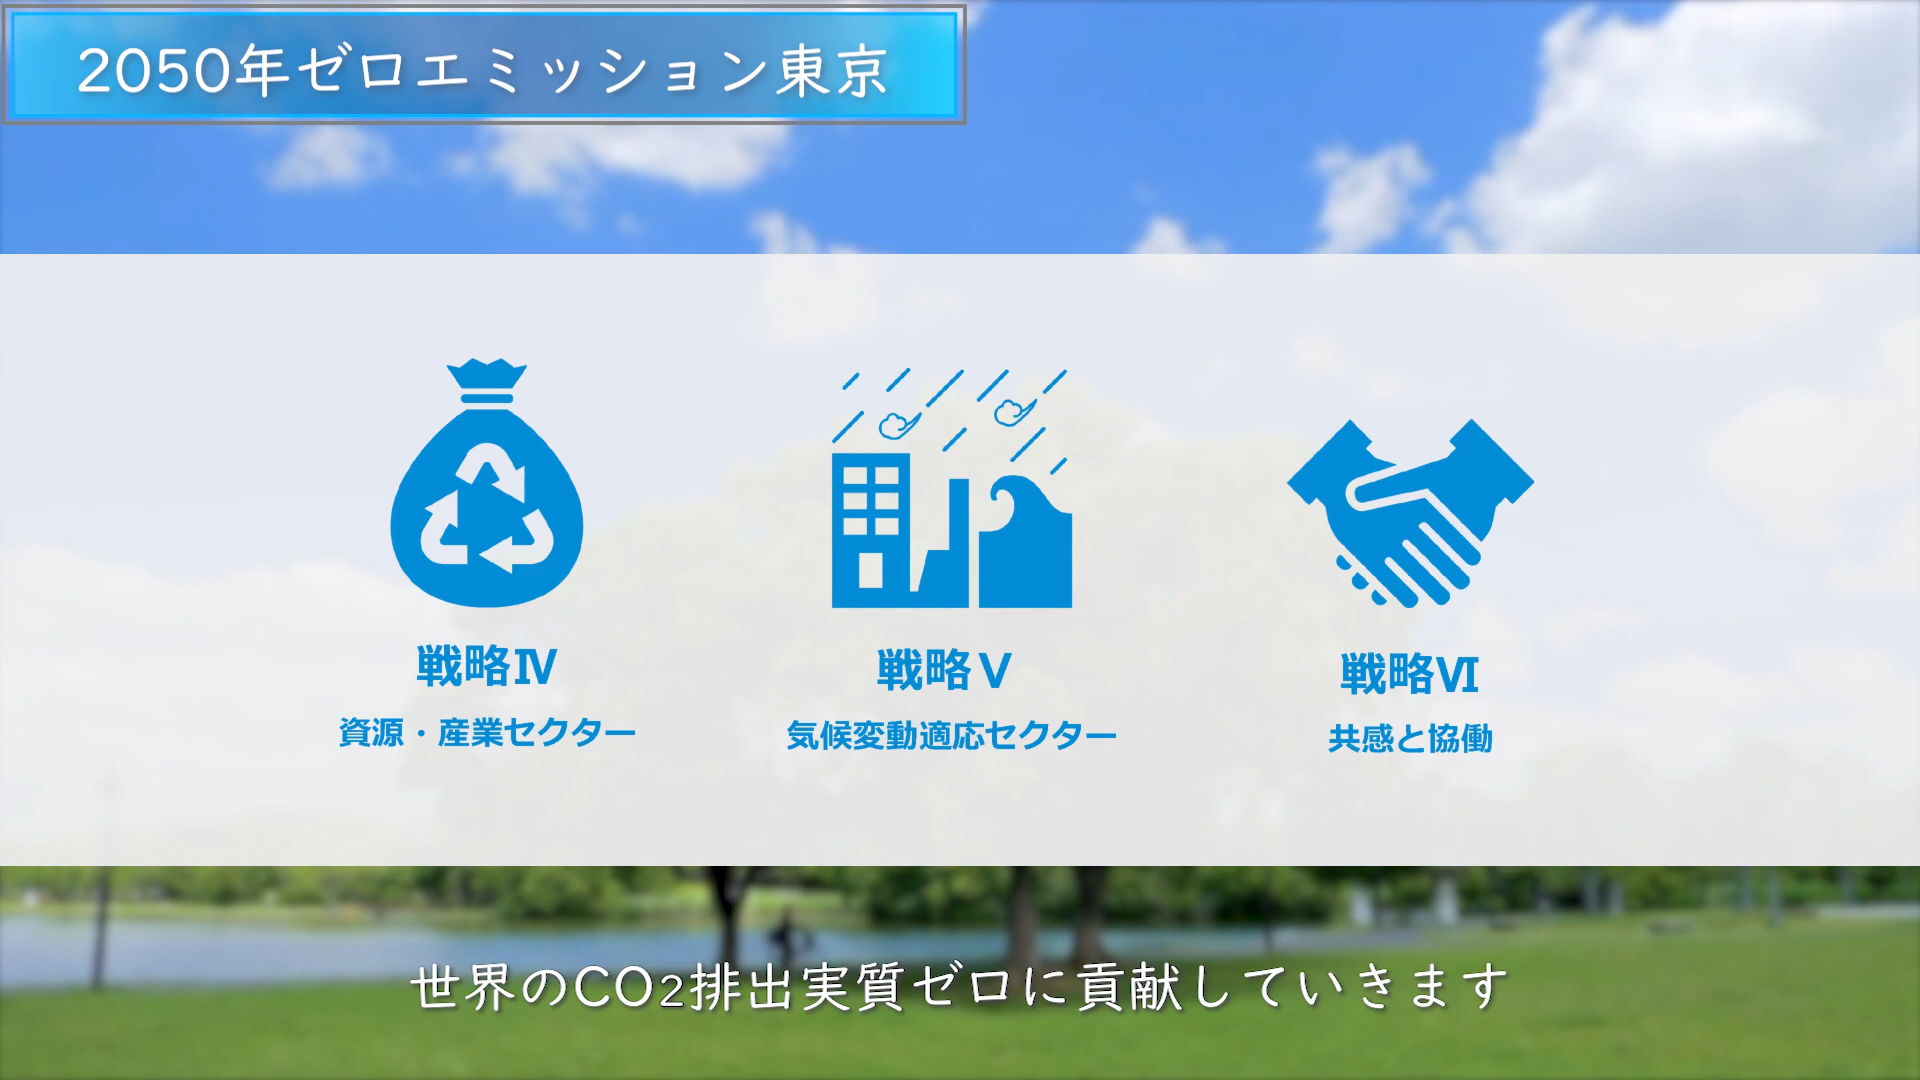 2050年ゼロエミッション東京
戦略Ⅳ
資源・産業セクター
戦略Ⅴ
気候変動適応セクター
戦略Ⅵ
共感と協働
世界のCO2排出実質ゼロに貢献していきます